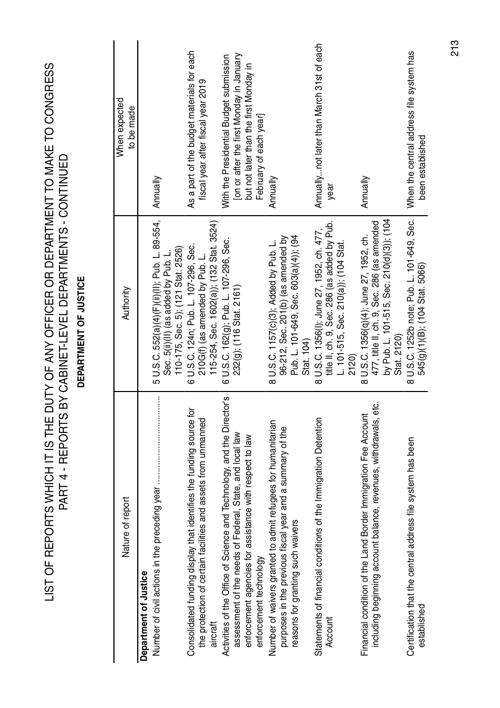 LIST OF REPORTS WHICH IT IS THE DUTY OF ANY OFFICER OR DEPARTMENT TO MAKE TO CONGRESS
PART 4 - REPORTS BY CABINET-LEVEL DEPARTMENTS - CONTINUED
DEPARTMENT OF JUSTICE
Nature of report
Authority
When expected
to be made
Department of Justice
Number of civil actions in the preceding year ..............................
5 U.S.C. 552(a)(4)(F)(ii)(II); Pub. L. 89-554,
Sec. 5(ii)(II) (as added by Pub. L.
110-175, Sec. 5); (121 Stat. 2526)
Annually
Consolidated funding display that identifies the funding source for
the protection of certain facilities and assets from unmanned
aircraft
6 U.S.C. 124n; Pub. L. 107-296, Sec.
210G(f) (as amended by Pub. L.
115-254, Sec. 1602(a)); (132 Stat. 3524)
As a part of the budget materials for each
fiscal year after fiscal year 2019
Activities of the Office of Science and Technology, and the Director's
assessment of the needs of Federal, State, and local law
enforcement agencies for assistance with respect to law
enforcement technology
6 U.S.C. 162(g); Pub. L. 107-296, Sec.
232(g); (116 Stat. 2161)
With the Presidential Budget submission
[on or after the first Monday in January
but not later than the first Monday in
February of each year]
Number of waivers granted to admit refugees for humanitarian
purposes in the previous fiscal year and a summary of the
reasons for granting such waivers
8 U.S.C. 1157(c)(3); Added by Pub. L.
96-212, Sec. 201(b) (as amended by
Pub. L. 101-649, Sec. 603(a)(4)); (94
Stat. 104)
Annually
Statements of financial conditions of the Immigration Detention
Account
8 U.S.C. 1356(l); June 27, 1952, ch. 477,
title II, ch. 9, Sec. 286 (as added by Pub.
L. 101-515, Sec. 210(a)); (104 Stat.
2120)
Annually...not later than March 31st of each
year
Financial condition of the Land Border Immigration Fee Account
including beginning account balance, revenues, withdrawals, etc.
8 U.S.C. 1356(q)(4); June 27, 1952, ch.
477, title II, ch. 9, Sec. 286 (as amended
by Pub. L. 101-515, Sec. 210(d)(3)); (104
Stat. 2120)
Annually
Certification that the central address file system has been
established
8 U.S.C. 1252b note; Pub. L. 101-649, Sec.
545(g)(1)(B); (104 Stat. 5066)
When the central address file system has
been established
213